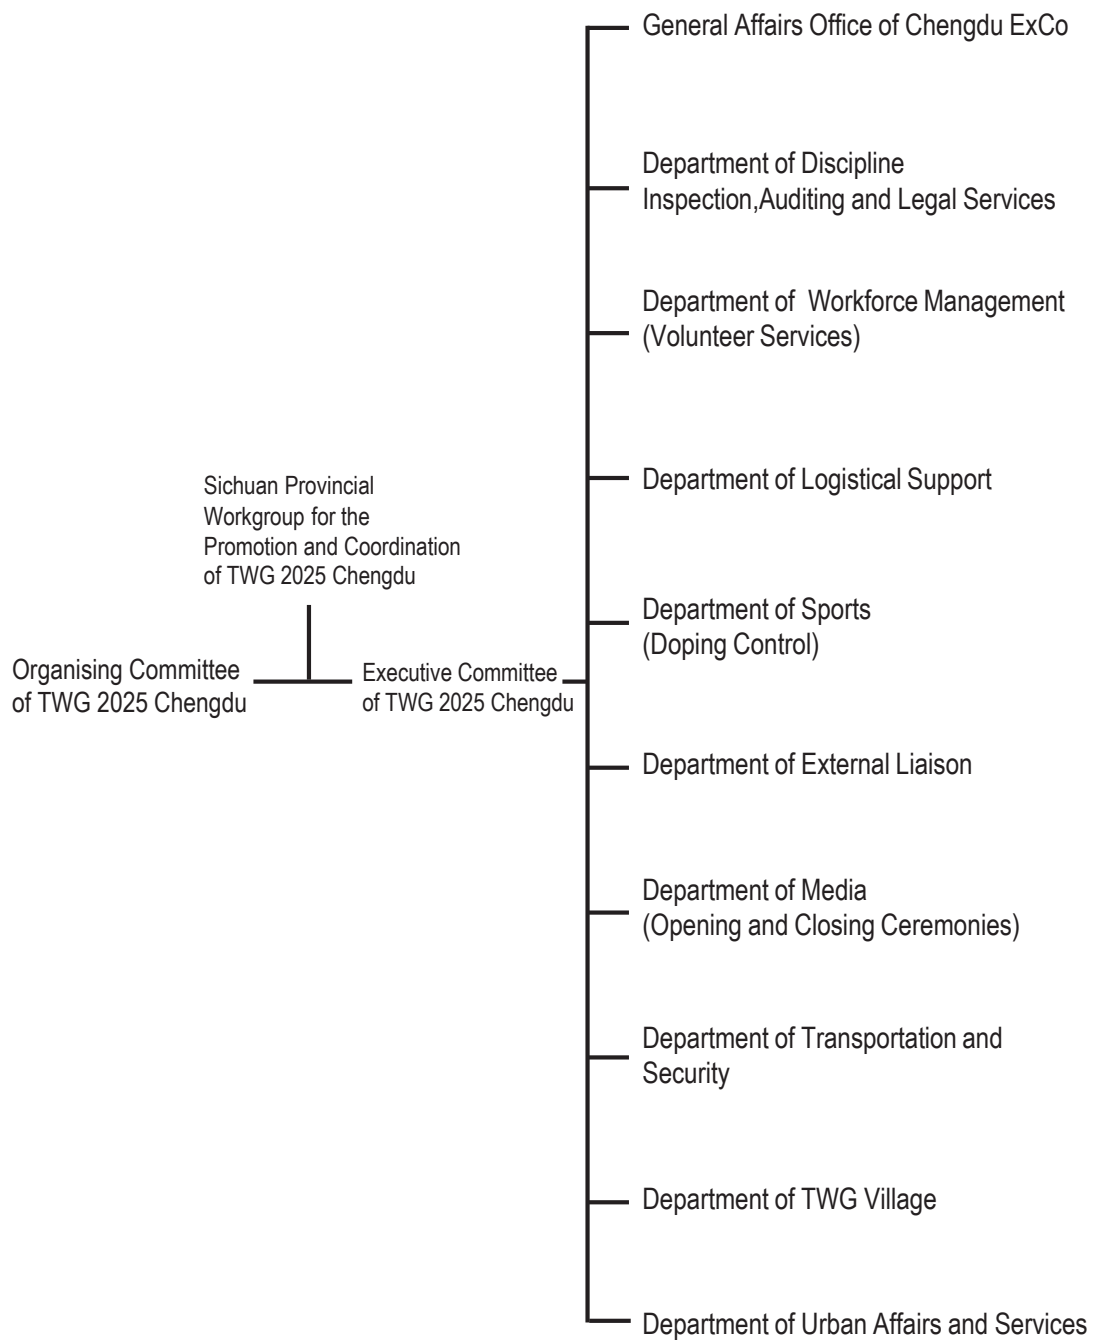 General Affairs Office of Chengdu ExCo
Department of Discipline
Inspection,Auditing and Legal Services
Department of Workforce Management
(Volunteer Services)
Department of Logistical Support
Sichuan Provincial
Workgroup for the
Promotion and Coordination
of TWG 2025 Chengdu
Department of Sports
(Doping Control)
Organising Committee
of TWG 2025 Chengdu
Executive Committee
of TWG 2025 Chengdu
Department of External Liaison
Department of Media
(Opening and Closing Ceremonies)
Department of Transportation and
Security
Department of TWG Village
Department of Urban Affairs and Services